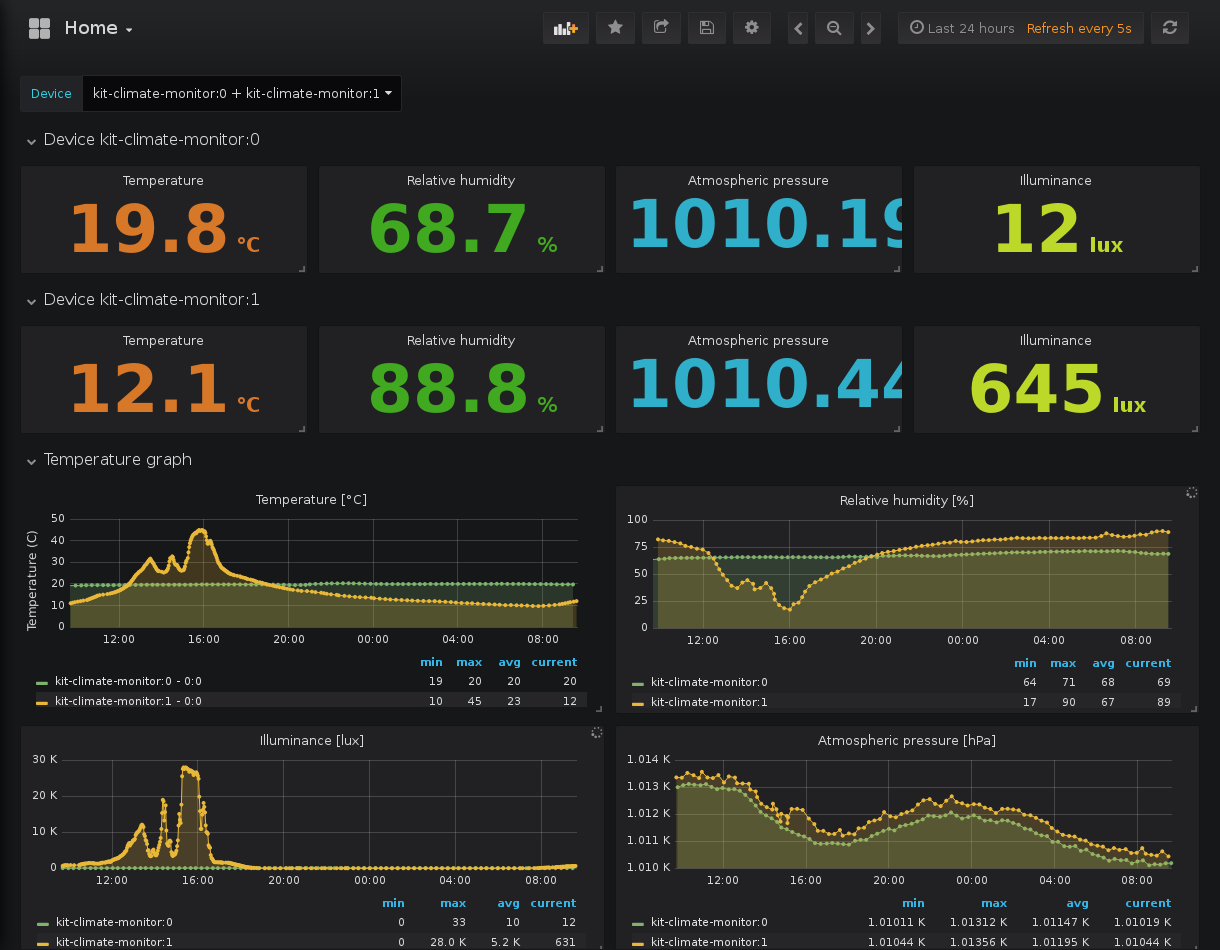 Home
Last 24 hours Refresh every 5s
Device kit-climate-monitor:0 + kit-climate-monitor:1
Device kit-climate-monitor:0
Temperature Relative humidity Atmospheric pressure Illuminance
19.8 °C 68.7 % 1010.19 12 lux
Device kit-climate-monitor:1
Temperature Relative humidity Atmospheric pressure Illuminance
12.1 °C 88.8 % 1010.44 645 lux
Temperature graph
Temperature [°C]
Temperature (C)
50
40
30
20
10
0
12:00 16:00 20:00 00:00 04:00 08:00
min max avg current
kit-climate-monitor:0 - 0:0 19 20 20 20
kit-climate-monitor:1 - 0:0 10 45 23 12
Relative humidity [%]
100
75
50
25
0
12:00 16:00 20:00 00:00 04:00 08:00
min max avg current
kit-climate-monitor:0 64 71 68 69
kit-climate-monitor:1 17 90 67 89
Illuminance [lux]
30 K
20 K
10 K
0
12:00 16:00 20:00 00:00 04:00 08:00
min max avg current
kit-climate-monitor:0 0 33 10 12
kit-climate-monitor:1 0 28.0 K 5.2 K 631
Atmospheric pressure [hPa]
1.014 K
1.013 K
1.012 K
1.011 K
1.010 K
12:00 16:00 20:00 00:00 04:00 08:00
min max avg current
kit-climate-monitor:0 1.01011 K 1.01312 K 1.01147 K 1.01019 K
kit-climate-monitor:1 1.01044 K 1.01356 K 1.01195 K 1.01044 K